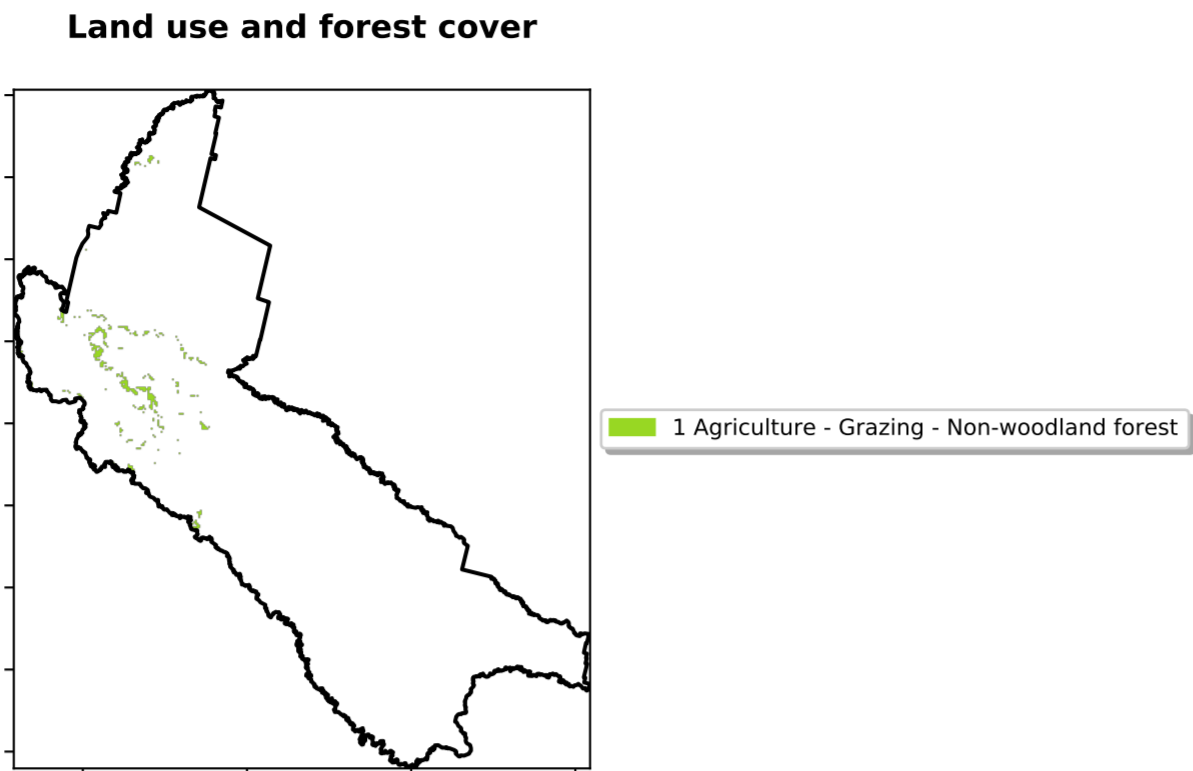 Land use and forest cover
1 Agriculture - Grazing - Non-woodland forest